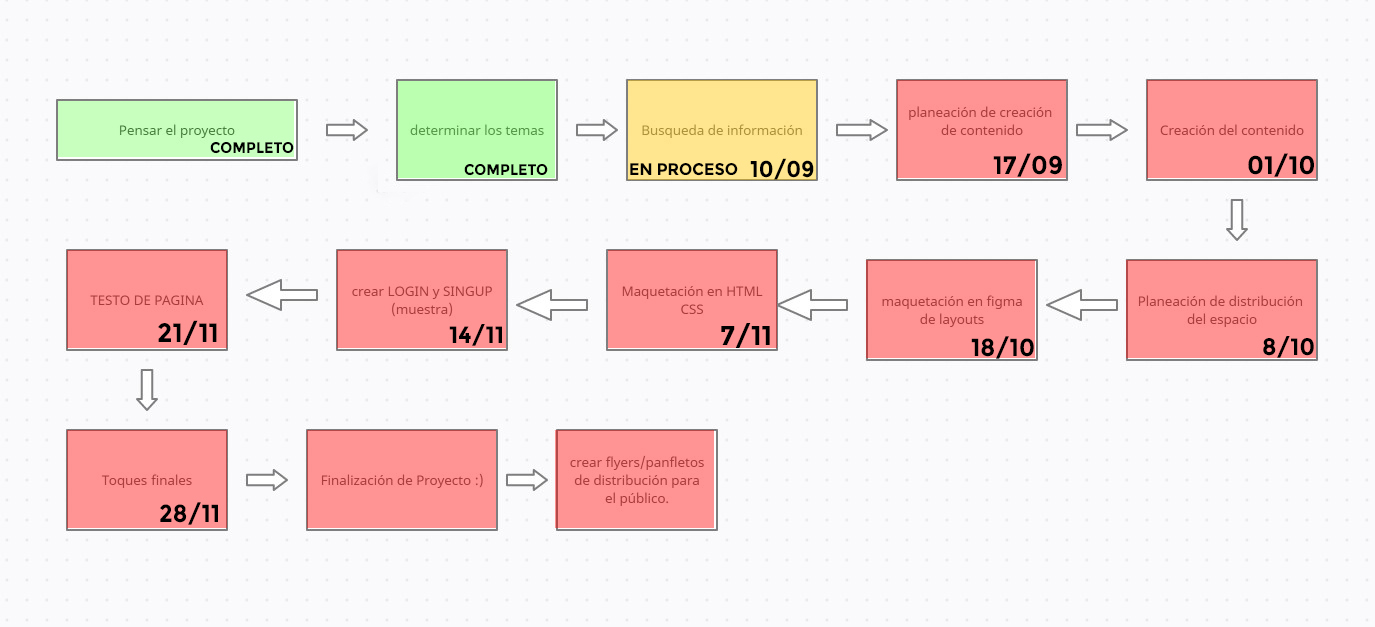 Pensar el proyecto
COMPLETO
determinar los temas
COMPLETO
Busqueda de información
EN PROCESO 10/09
planeación de creación
de contenido
17/09
Creación del contenido
01/10
Planeación de distribución
del espacio
8/10
maquetación en figma
de layouts
18/10
Maquetación en HTML
CSS
7/11
crear LOGIN y SINGUP
(muestra)
14/11
TESTO DE PAGINA
21/11
Toques finales
28/11
Finalización de Proyecto :)
crear flyers/panfletos
de distribución para
el público.